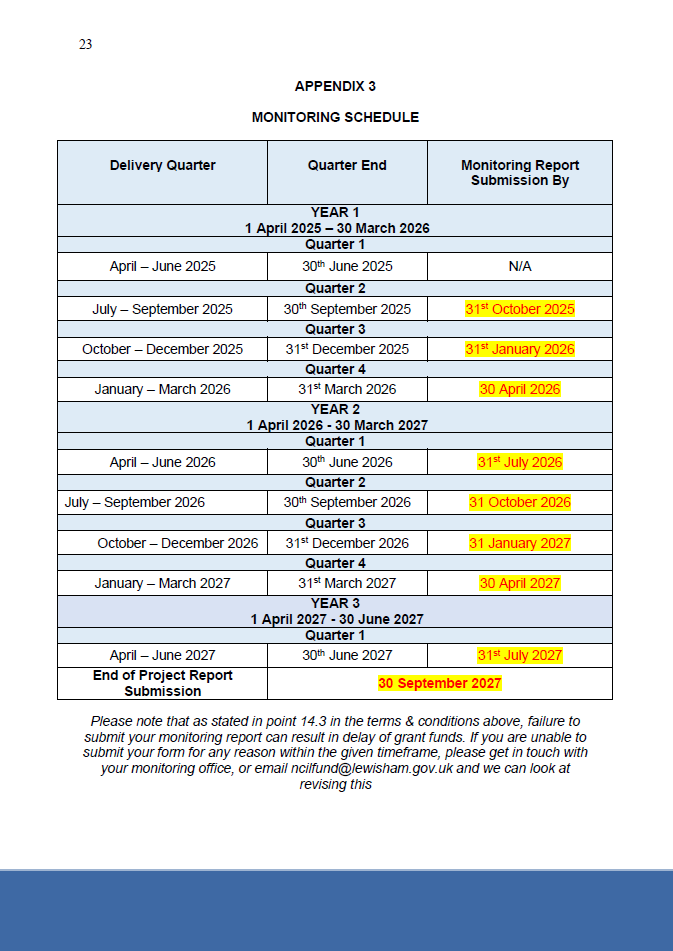 23
APPENDIX 3
MONITORING SCHEDULE
Delivery Quarter
Quarter End
Monitoring Report
Submission By
YEAR 1
1 April 2025 – 30 March 2026
Quarter 1
April – June 2025
30th June 2025
N/A
Quarter 2
July – September 2025
30th September 2025
31st October 2025
Quarter 3
October – December 2025
31st December 2025
31st January 2026
Quarter 4
January – March 2026
31st March 2026
30 April 2026
YEAR 2
1 April 2026 - 30 March 2027
Quarter 1
April – June 2026
30th June 2026
31st July 2026
Quarter 2
July – September 2026
30th September 2026
31 October 2026
Quarter 3
October – December 2026
31st December 2026
31 January 2027
Quarter 4
January – March 2027
31st March 2027
30 April 2027
YEAR 3
1 April 2027 - 30 June 2027
Quarter 1
April – June 2027
30th June 2027
31st July 2027
End of Project Report
Submission
30 September 2027
Please note that as stated in point 14.3 in the terms & conditions above, failure to
submit your monitoring report can result in delay of grant funds. If you are unable to
submit your form for any reason within the given timeframe, please get in touch with
your monitoring office, or email ncilfund@lewisham.gov.uk and we can look at
revising this